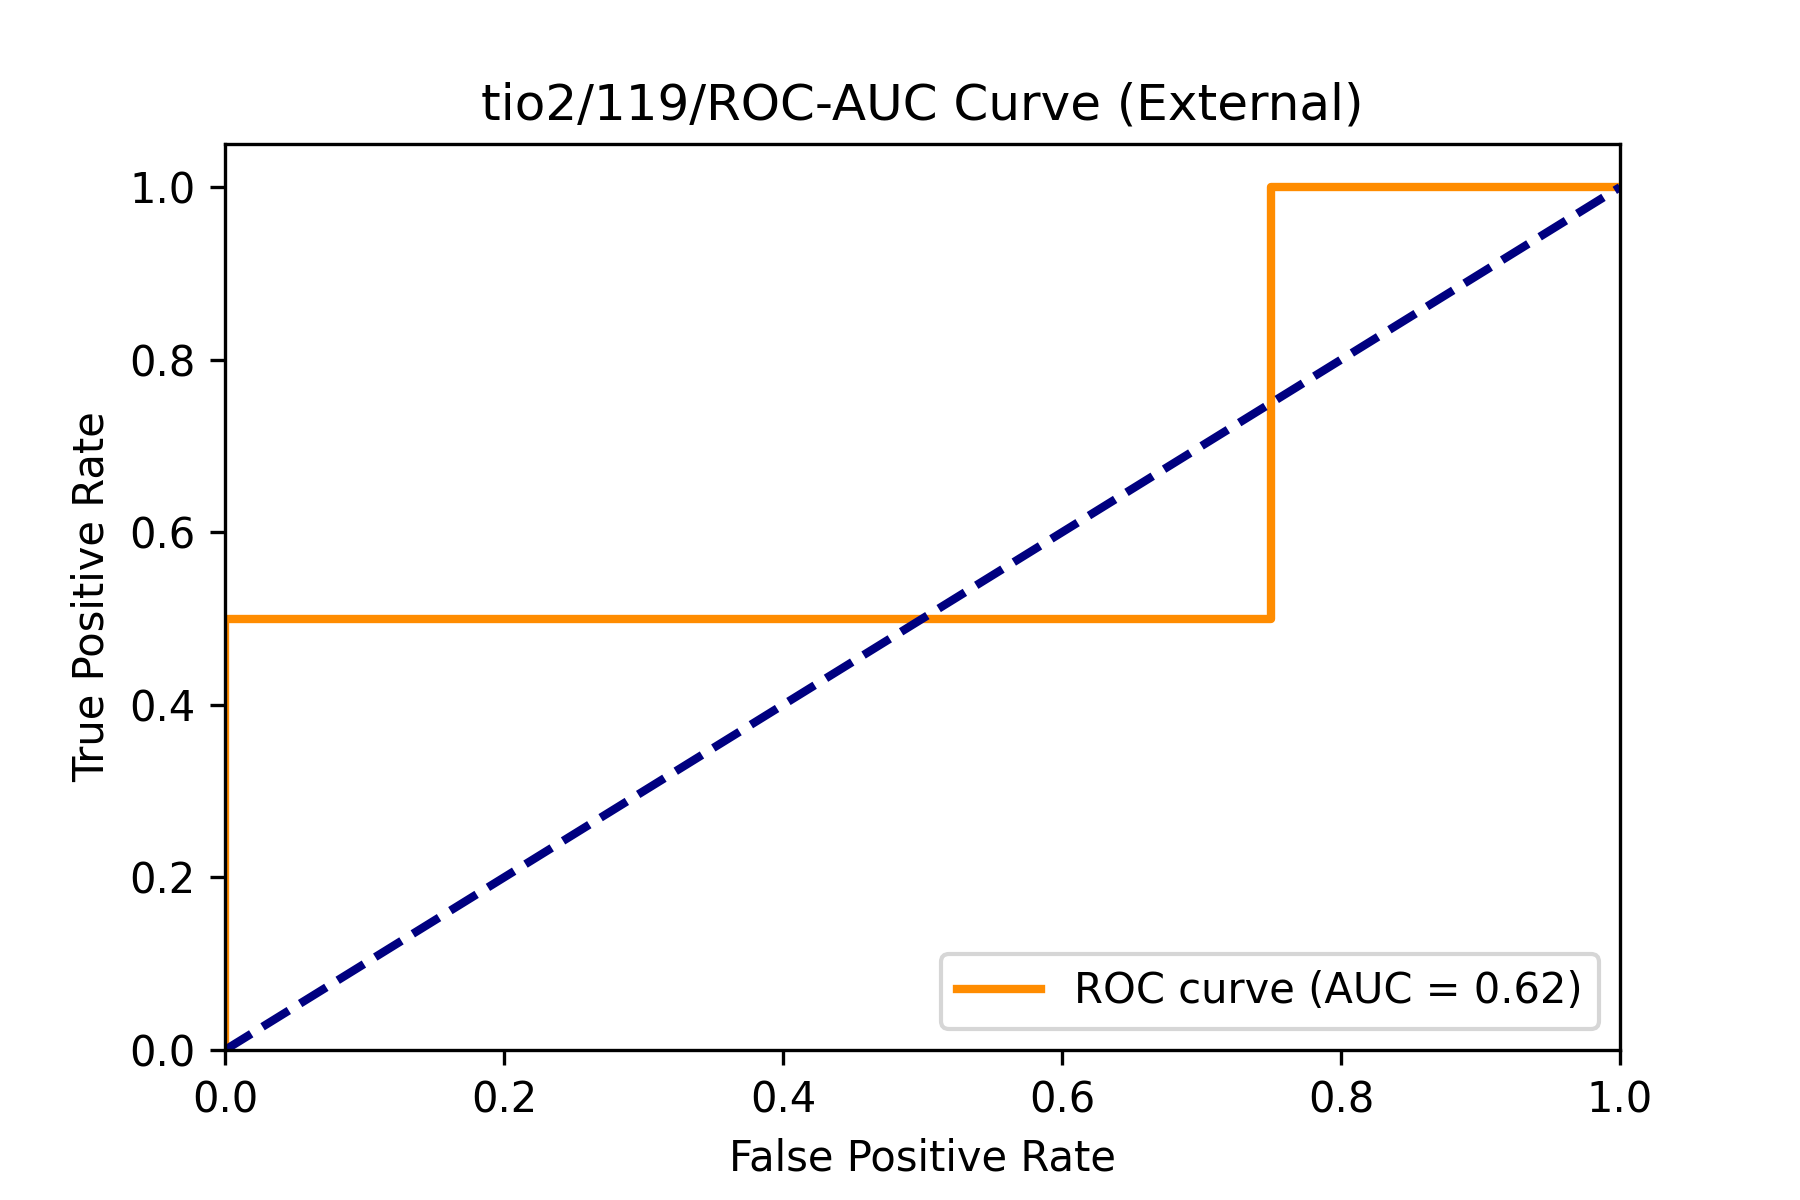 tio2/119/ROC-AUC Curve (External)
1.0
0.8
0.6
0.4
0.2
0.0
True Positive Rate
ROC curve (AUC = 0.62)
0.0 0.2 0.4 0.6 0.8 1.0
False Positive Rate